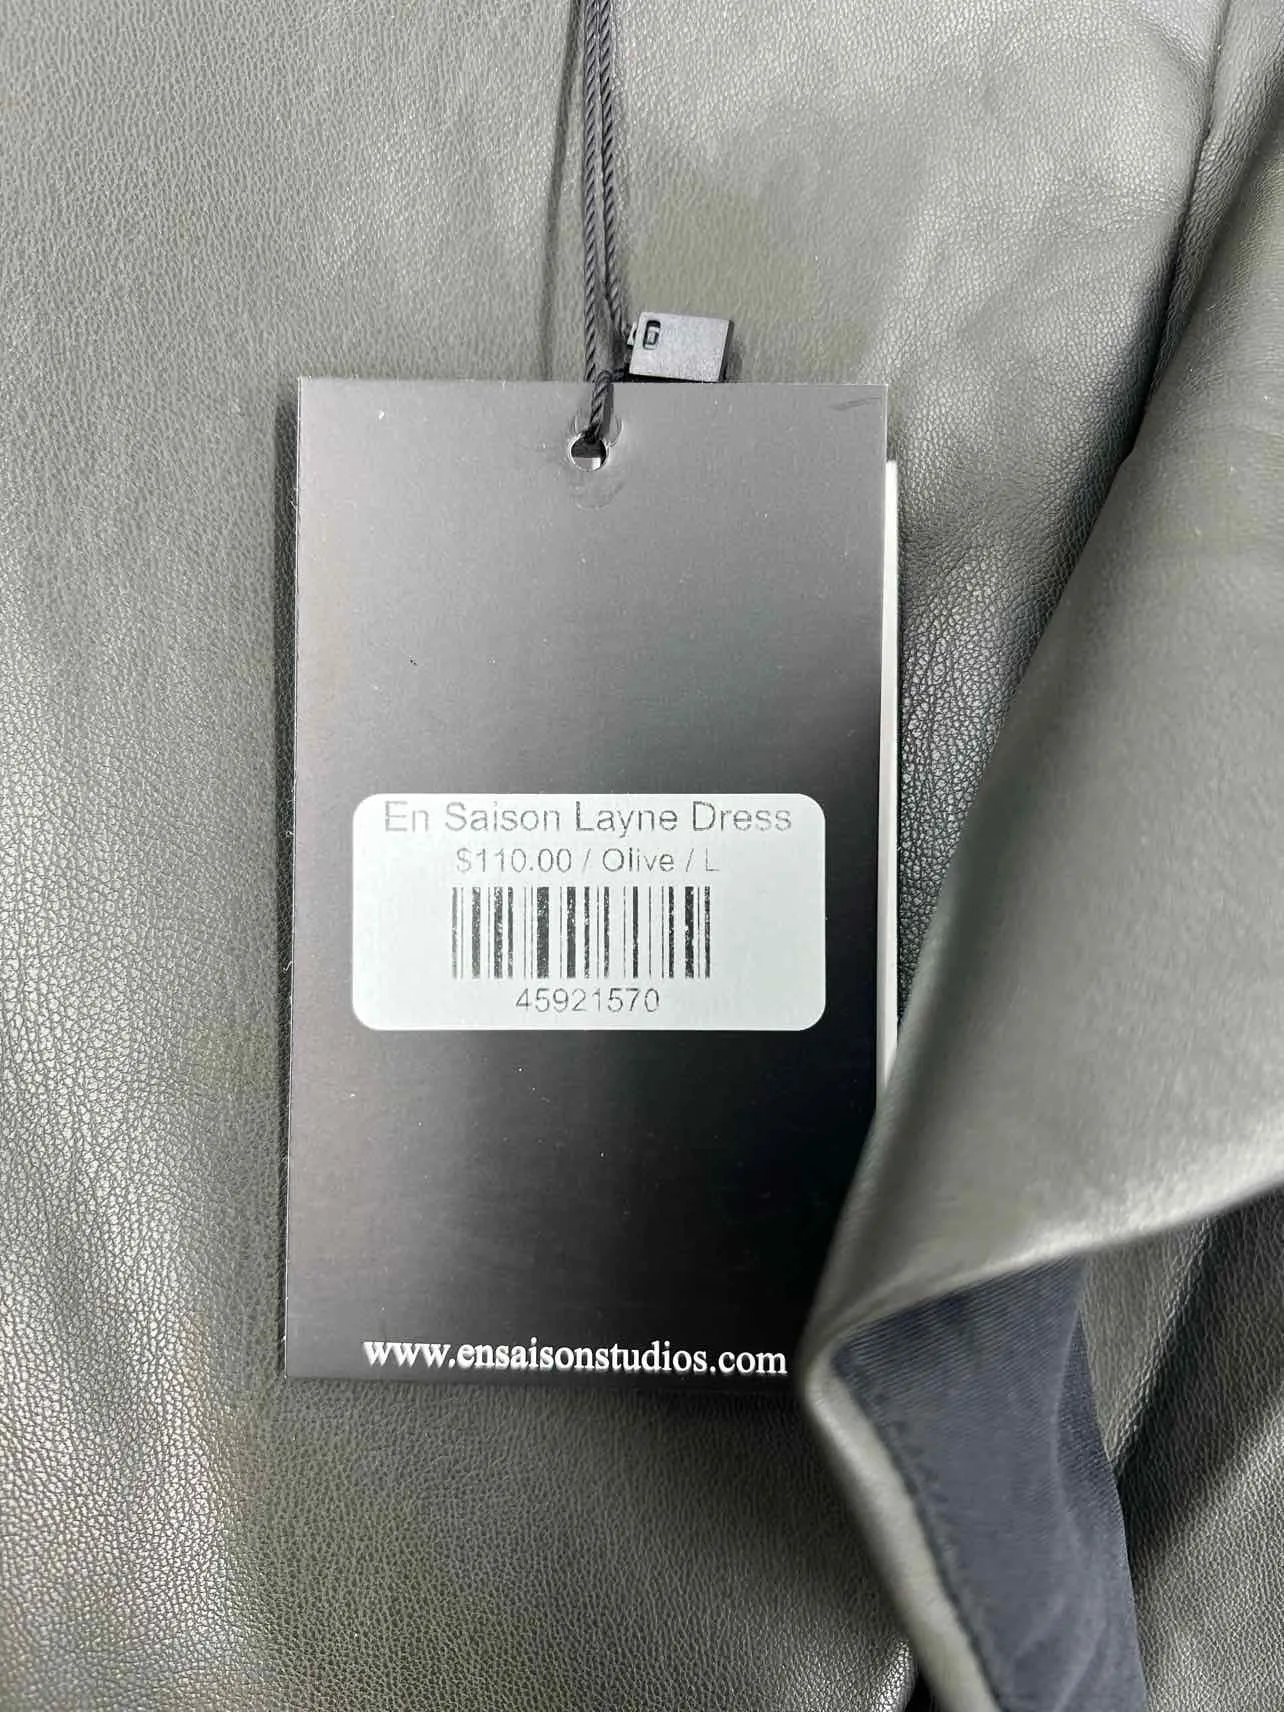 En Saison Layne Dress
$110.00 / Olive / L
45921570
www.ensaisonstudios.com